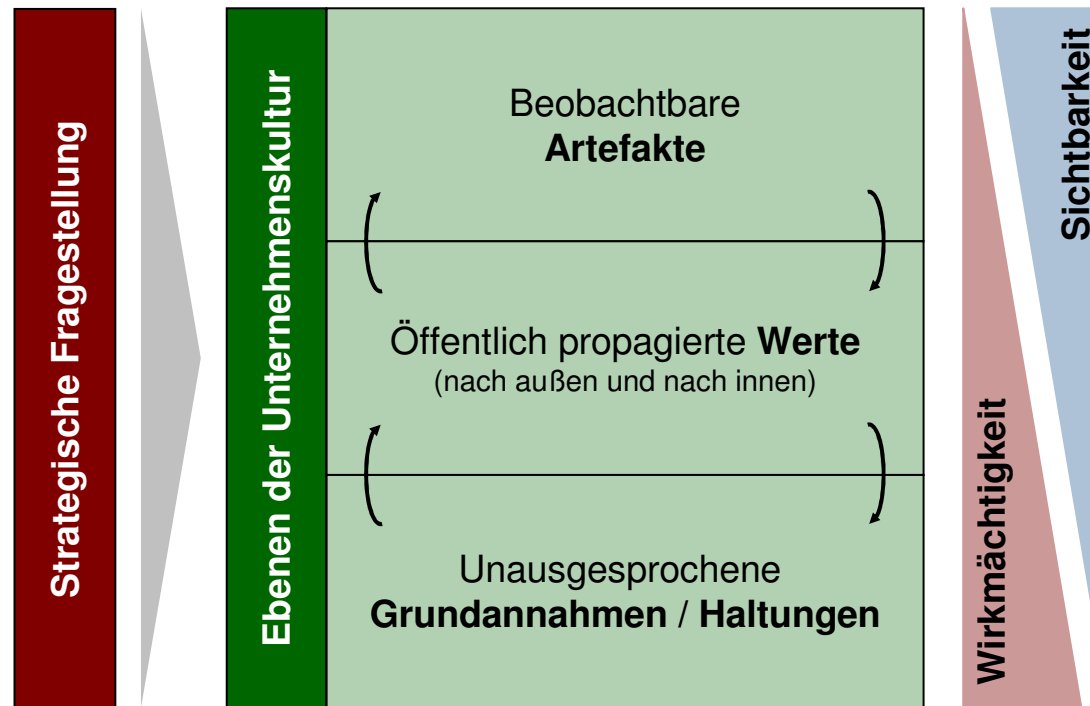 Strategische Fragestellung
Ebenen der Unternehmenskultur
Beobachtbare
Artefakte
Öffentlich propagierte Werte
(nach außen und nach innen)
Unausgesprochene
Grundannahmen / Haltungen
Wirkmächtigkeit
Sichtbarkeit